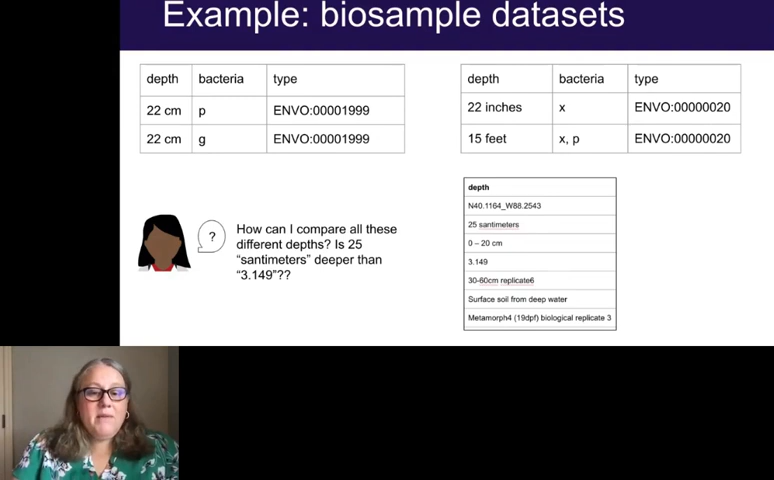 Example: biosample datasets
depth bacteria type
22 cm p ENVO:00001999
22 cm g ENVO:00001999
depth bacteria type
22 inches x ENVO:00000020
15 feet x, p ENVO:00000020
?
How can I compare all these
different depths? Is 25
“santimeters” deeper than
“3.149”??
depth
N40.1164_W88.2543
25 santimeters
0 – 20 cm
3.149
30-60cm replicate6
Surface soil from deep water
Metamorph4 (19dpf) biological replicate 3